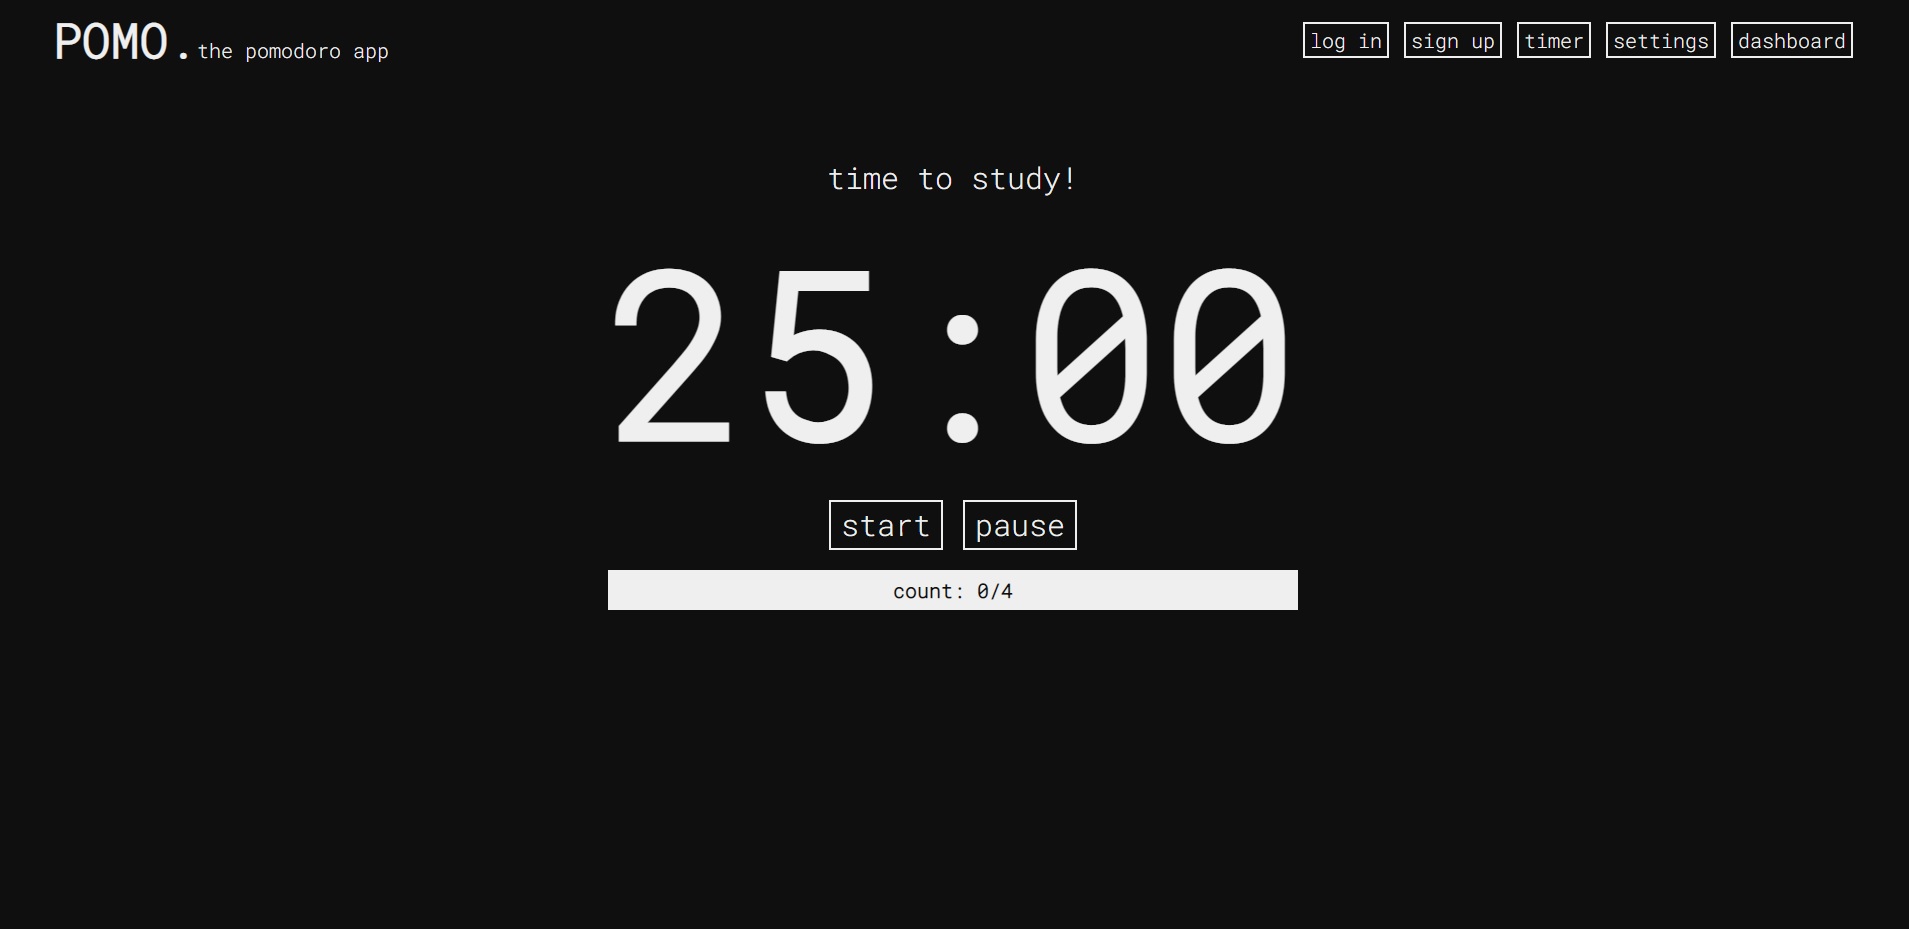 POMO. the pomodoro app
log in sign up timer settings dashboard
time to study!
25:00
start pause
count: 0/4